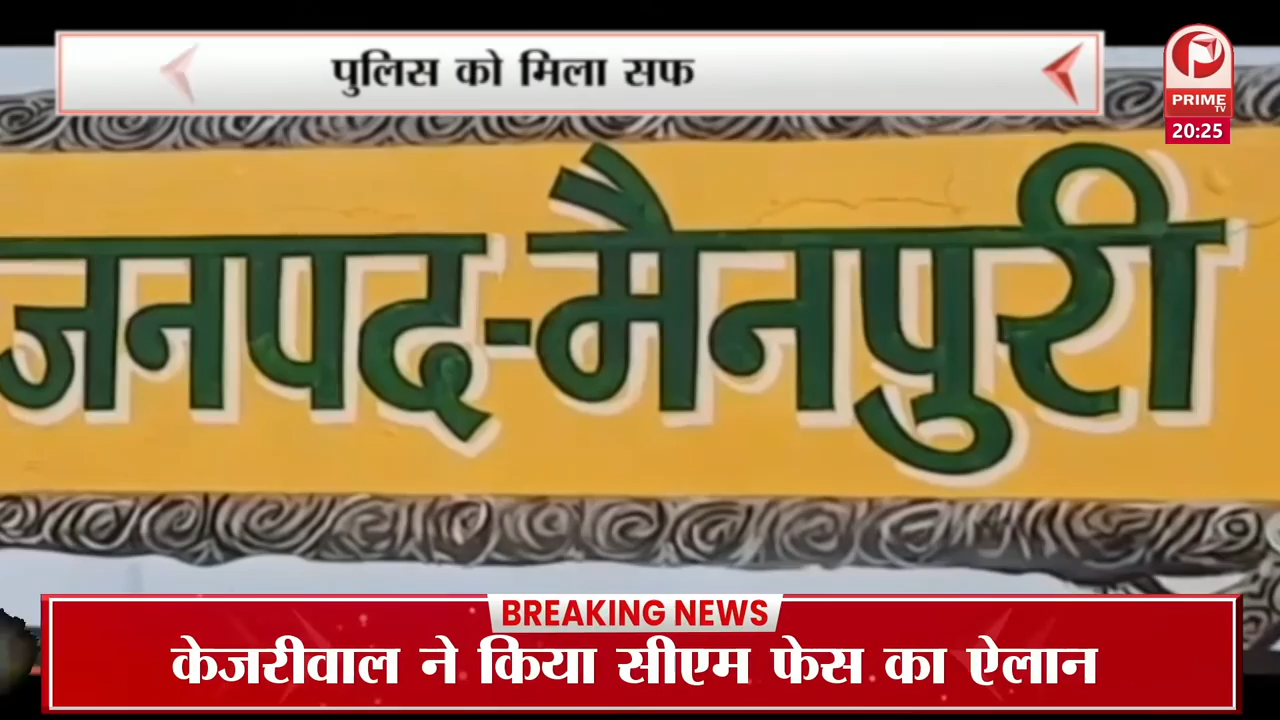 पुलिस को मिला सफ
PRIME
TV
20:25
जनपद-मैनपुरी
BREAKING NEWS
केजरीवाल ने किया सीएम फेस का ऐलान